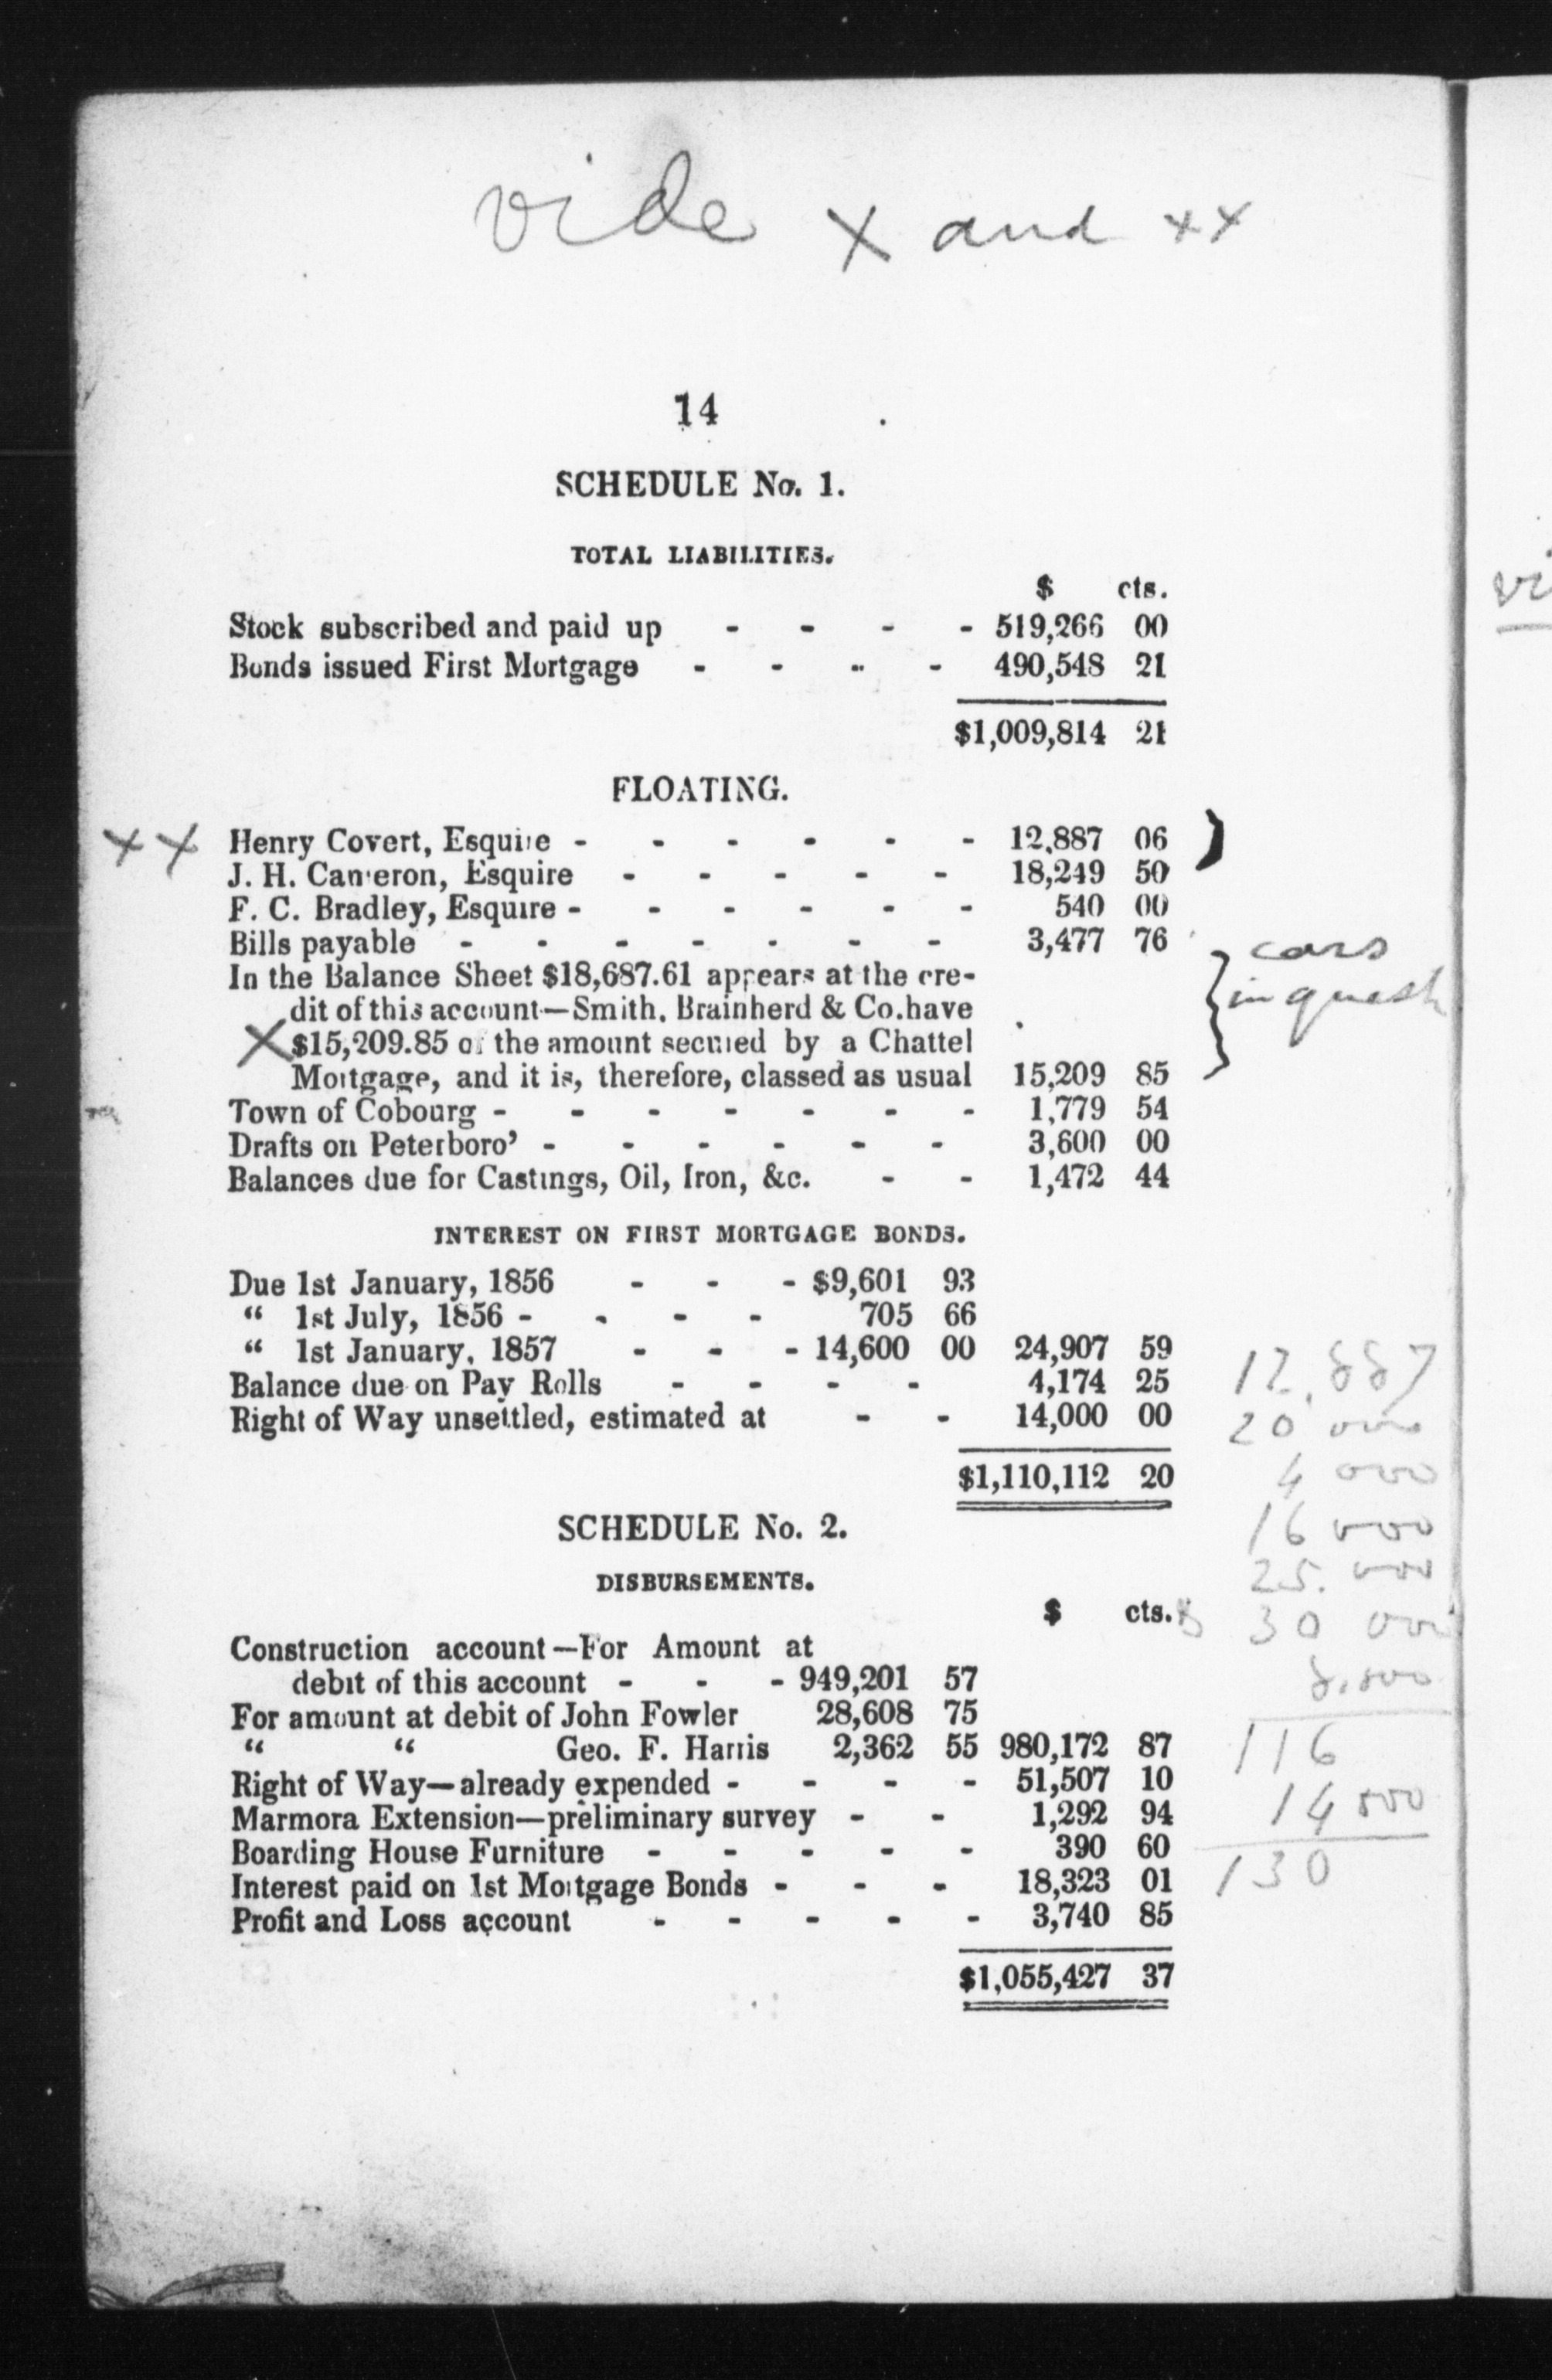 vide x and xx
14
SCHEDULE No. 1.
TOTAL LIABILITIES.
$ cts.
Stock subscribed and paid up - - - - 519,266 00
Bonds issued First Mortgage - - - - 490,548 21
$1,009,814 21
FLOATING.
xx Henry Covert, Esquire - - - - - - 12,887 06 )
J. H. Cameron, Esquire - - - - - 18,249 50
F. C. Bradley, Esquire - - - - - - 540 00
Bills payable - - - - - - - 3,477 76
cars
In the Balance Sheet $18,687.61 appears at the cre-
in quest
dit of this account—Smith, Brainherd & Co. have
x $15,209.85 of the amount secured by a Chattel
Mortgage, and it is, therefore, classed as usual 15,209 85
Town of Cobourg - - - - - - - 1,779 54
Drafts on Peterboro' - - - - - - 3,600 00
Balances due for Castings, Oil, Iron, &c. - - 1,472 44
INTEREST ON FIRST MORTGAGE BONDS.
Due 1st January, 1856 - - - $9,601 93
“ 1st July, 1856 - - - - 705 66
“ 1st January, 1857 - - - 14,600 00 24,907 59
Balance due on Pay Rolls - - - - 4,174 25
Right of Way unsettled, estimated at - - 14,000 00
$1,110,112 20
SCHEDULE No. 2.
DISBURSEMENTS.
$ cts.
Construction account—For Amount at
debit of this account - - - 949,201 57
For amount at debit of John Fowler 28,608 75
“ “ Geo. F. Harris 2,362 55 980,172 87
Right of Way—already expended - - - - 51,507 10
Marmora Extension—preliminary survey - - 1,292 94
Boarding House Furniture - - - - - 390 60
Interest paid on 1st Mortgage Bonds - - - 18,323 01
Profit and Loss account - - - - - 3,740 85
$1,055,427 37
12,887
20 000
4 000
16 000
25. 000
30 000
116
14 000
130